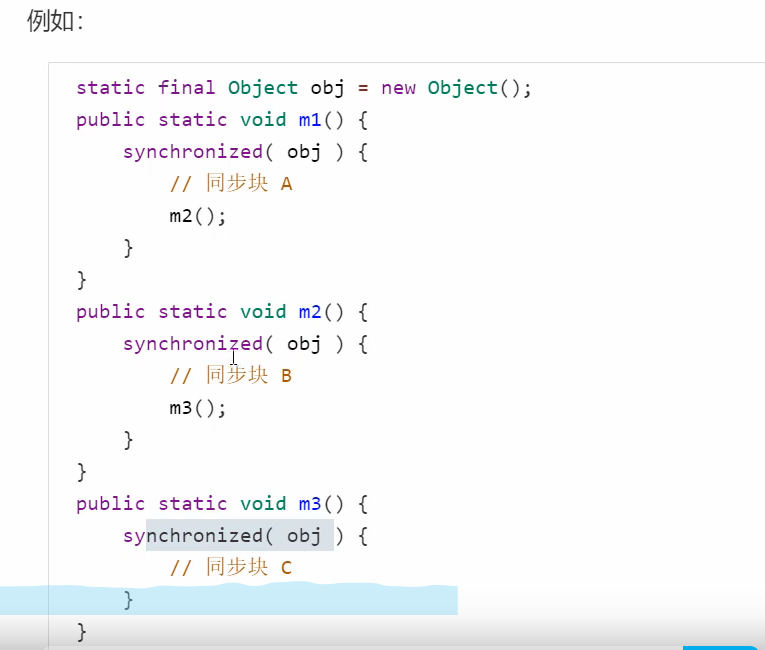 例如：
static final Object obj = new Object();
public static void m1() {
    synchronized( obj ) {
        // 同步块 A
        m2();
    }
}
public static void m2() {
    synchronized( obj ) {
        // 同步块 B
        m3();
    }
}
public static void m3() {
    synchronized( obj ) {
        // 同步块 C
    }
}